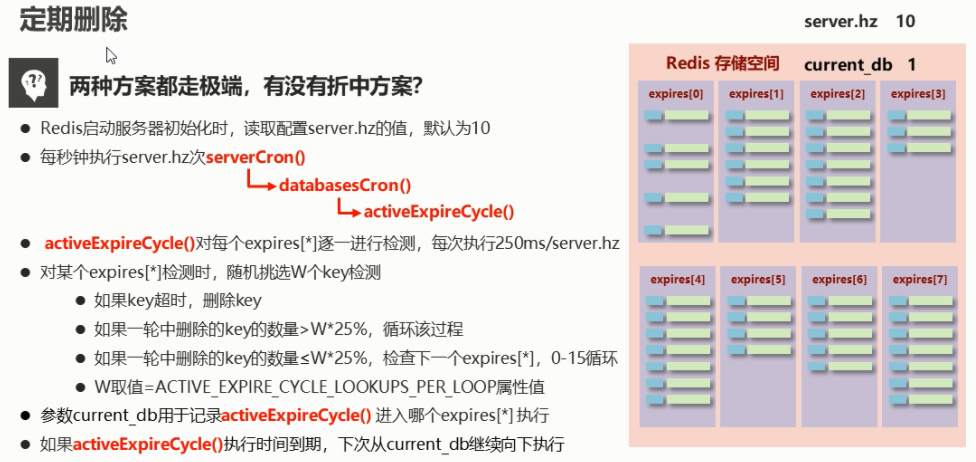 定期删除
两种方案都走极端，有没有折中方案?
● Redis启动服务器初始化时，读取配置server.hz的值，默认为10
● 每秒钟执行server.hz次serverCron()
databasesCron()
activeExpireCycle()
● activeExpireCycle()对每个expires[*]逐一进行检测，每次执行250ms/server.hz
● 对某个expires[*]检测时，随机挑选W个key检测
● 如果key超时，删除key
● 如果一轮中删除的key的数量>W*25%，循环该过程
● 如果一轮中删除的key的数量≤W*25%，检查下一个expires[*]，0-15循环
● W取值=ACTIVE_EXPIRE_CYCLE_LOOKUPS_PER_LOOP属性值
● 参数current_db用于记录activeExpireCycle() 进入哪个expires[*] 执行
● 如果activeExpireCycle()执行时间到期，下次从current_db继续向下执行
server.hz 10
Redis 存储空间 current_db 1
expires[0] expires[1] expires[2] expires[3]
expires[4] expires[5] expires[6] expires[7]